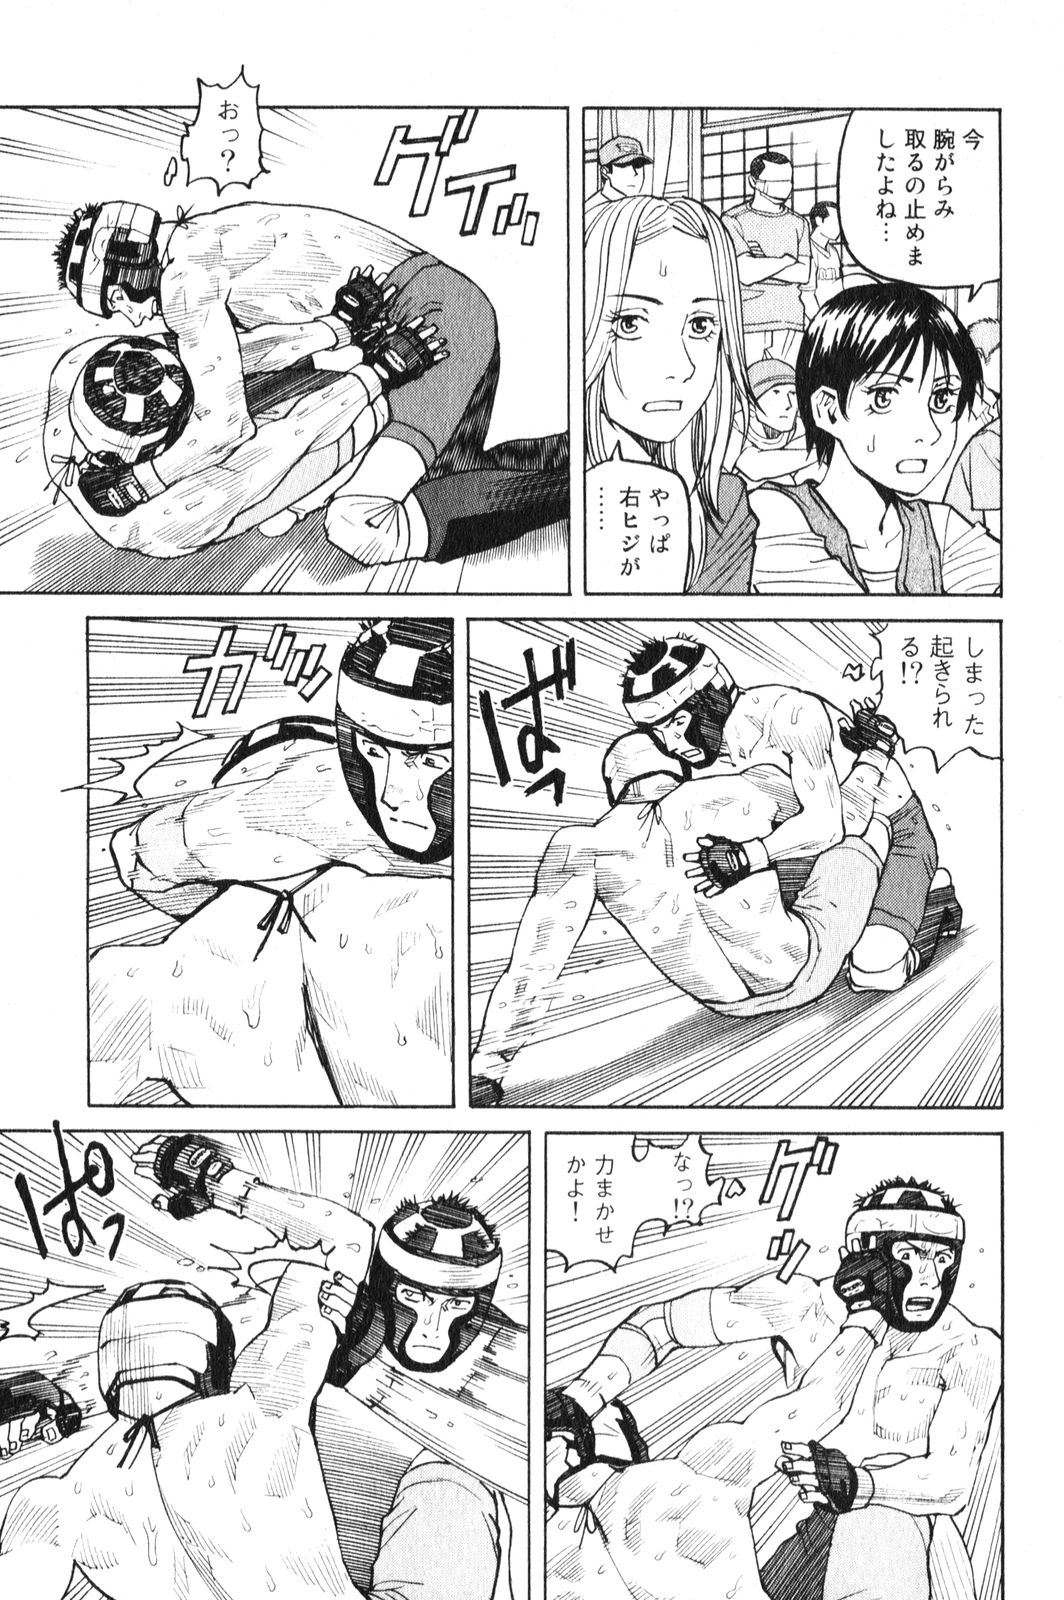 今
腕がらみ
取るの止めま
したよね…
やっぱ
右ヒジが
……
グイッ
おっ？
しまった
起きられ
る!?
ばっ
ガッ
グッ
なっ!?
力まかせ
かよ！
ぱっ